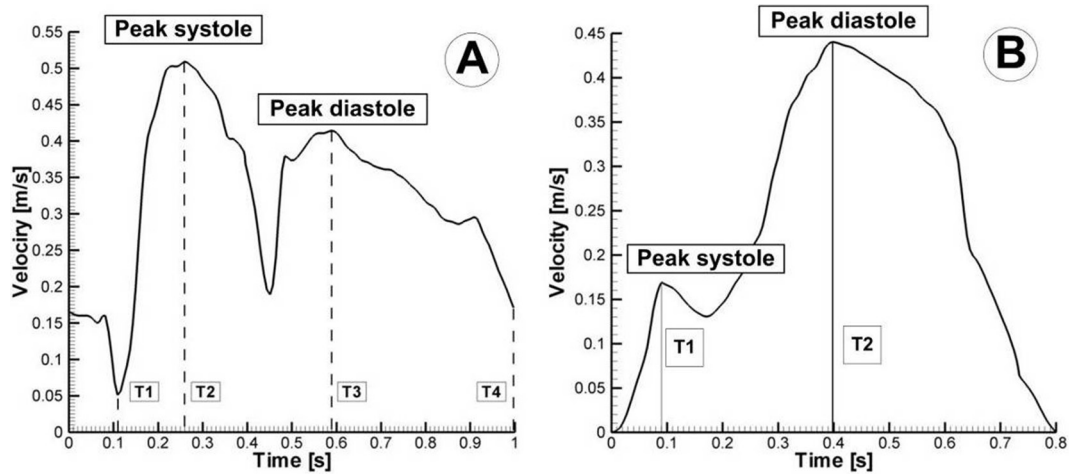 Peak systole
A
Peak diastole
0.55
0.5
0.45
0.4
0.35
0.3
0.25
0.2
0.15
0.1
0.05
0
Velociry [m/s]
T1
T2
T3
T4
0 0.1 0.2 0.3 0.4 0.5 0.6 0.7 0.8 0.9 1
Time [s]
Peak diastole
B
0.45
0.4
0.35
0.3
0.25
0.2
0.15
0.1
0.05
0
Velocity [m/s]
Peak systole
T1
T2
0 0.1 0.2 0.3 0.4 0.5 0.6 0.7 0.8
Time [s]